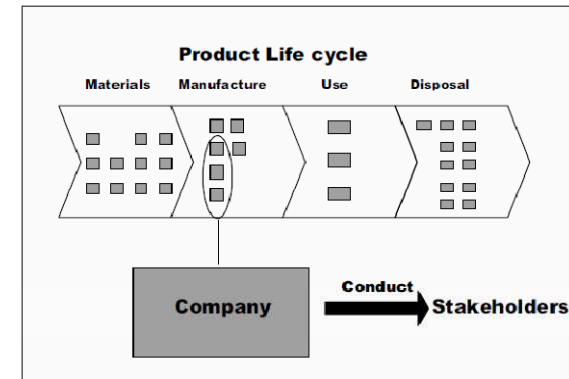 Product Life cycle
Materials Manufacture Use Disposal
Conduct
Company Stakeholders